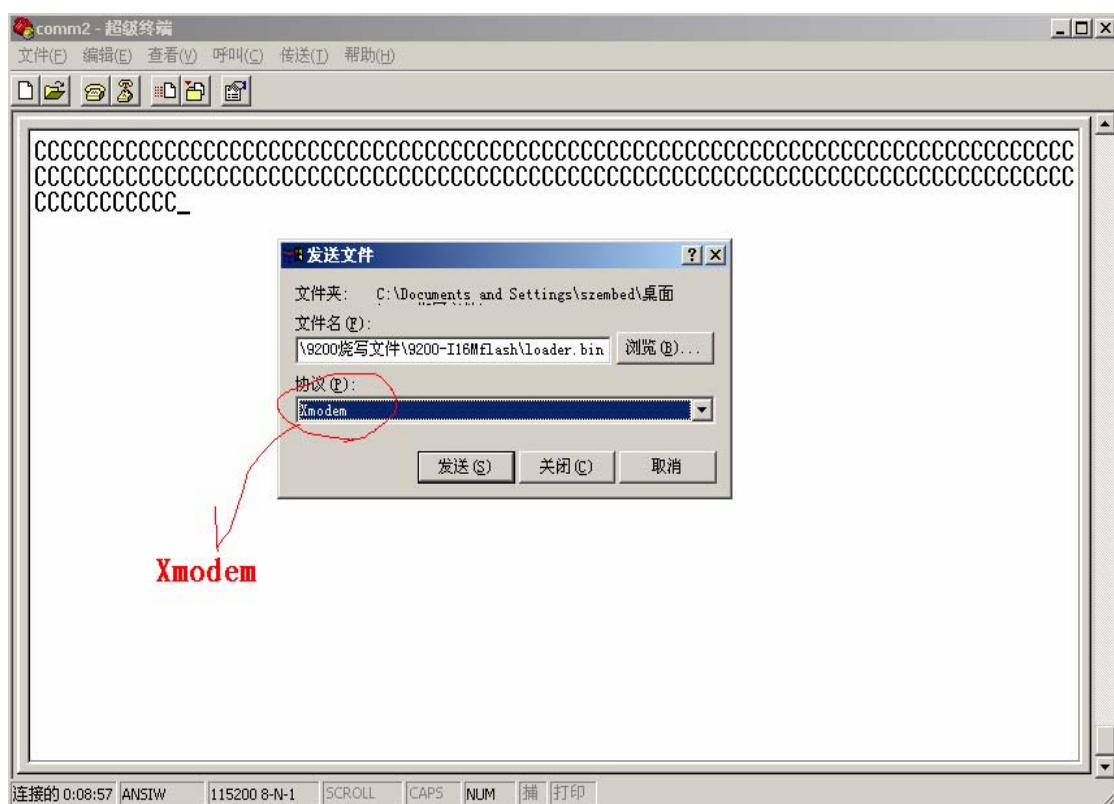 comm2 - 超级终端
文件(F) 编辑(E) 查看(V) 呼叫(C) 传送(T) 帮助(H)
CCCCCCCCCCCCCCCCCCCCCCCCCCCCCCCCCCCCCCCCCCCCCCCCCCCCCCCCCCCCCCCCCCCCCCCCCCCCCCCC
CCCCCCCCCCCCCCCCCCCCCCCCCCCCCCCCCCCCCCCCCCCCCCCCCCCCCCCCCCCCCCCCCCCCCCCCCCCCCCCC
CCCCCCCCCCC_
发送文件
文件夹: C:\Documents and Settings\szembed\桌面
文件名(F):
\9200烧写文件\9200-I16Mflash\loader.bin 浏览(B)...
协议(P):
Xmodem
发送(S) 关闭(C) 取消
Xmodem
连接的 0:08:57 ANSIW 115200 8-N-1 SCROLL CAPS NUM 捕 打印